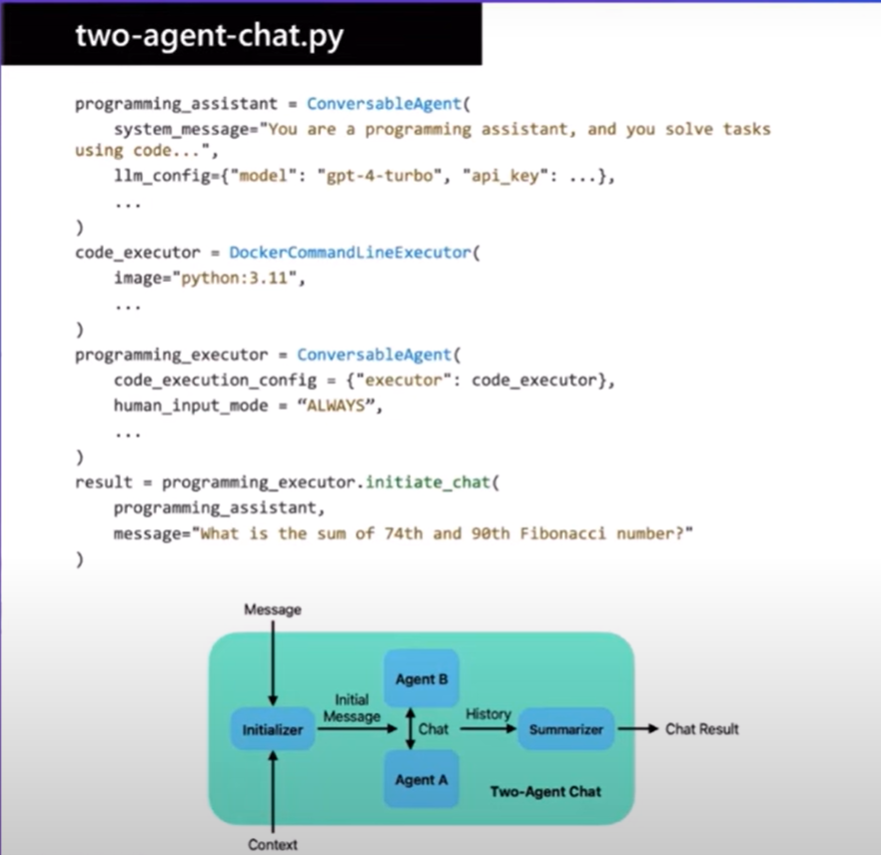 two-agent-chat.py
programming_assistant = ConversableAgent(
    system_message="You are a programming assistant, and you solve tasks
using code...",
    llm_config={"model": "gpt-4-turbo", "api_key": ...},
    ...
)
code_executor = DockerCommandLineExecutor(
    image="python:3.11",
    ...
)
programming_executor = ConversableAgent(
    code_execution_config = {"executor": code_executor},
    human_input_mode = “ALWAYS”,
    ...
)
result = programming_executor.initiate_chat(
    programming_assistant,
    message="What is the sum of 74th and 90th Fibonacci number?"
)
Message
Agent B
Initial
Message
History
Initializer
Chat
Summarizer
Chat Result
Agent A
Two-Agent Chat
Context